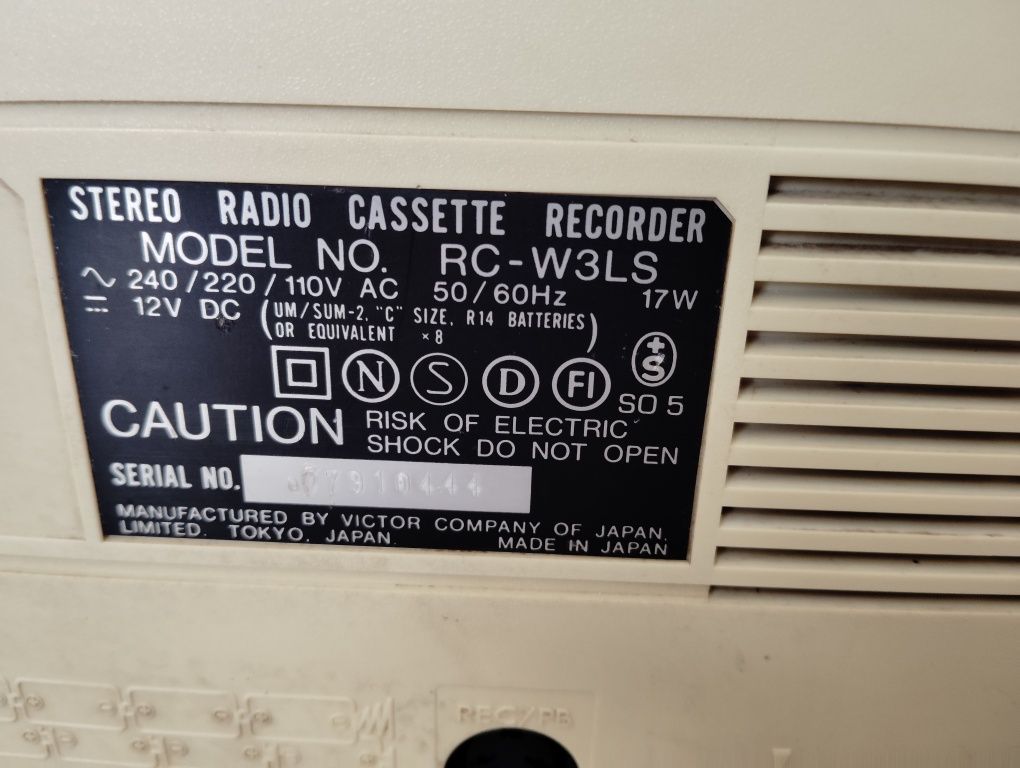 STEREO RADIO CASSETTE RECORDER
MODEL NO. RC-W3LS
∿ 240/220/110V AC 50/60Hz 17W
⎓ 12V DC (UM/SUM-2, "C" SIZE, R14 BATTERIES
OR EQUIVALENT ×8)
N S D FI +S
SO 5
CAUTION RISK OF ELECTRIC
SHOCK DO NOT OPEN
SERIAL NO. 07910444
MANUFACTURED BY VICTOR COMPANY OF JAPAN,
LIMITED. TOKYO, JAPAN MADE IN JAPAN
REC/PB